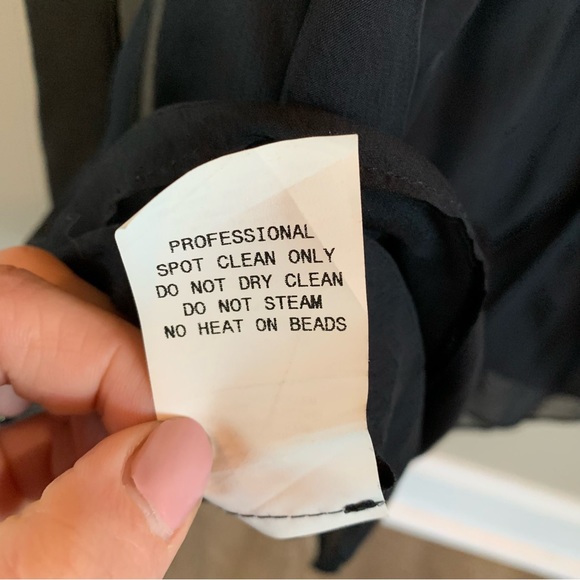 PROFESSIONAL
SPOT CLEAN ONLY
DO NOT DRY CLEAN
DO NOT STEAM
NO HEAT ON BEADS